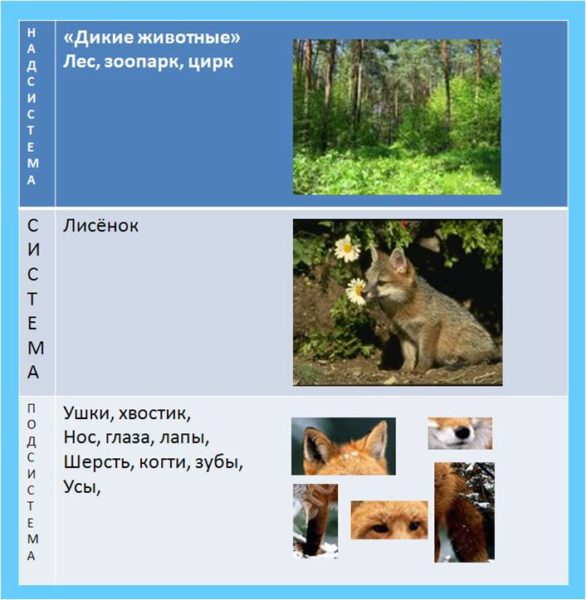 НАДСИСТЕМА
«Дикие животные»
Лес, зоопарк, цирк
СИСТЕМА
Лисёнок
ПОДСИСТЕМА
Ушки, хвостик,
Нос, глаза, лапы,
Шерсть, когти, зубы,
Усы,